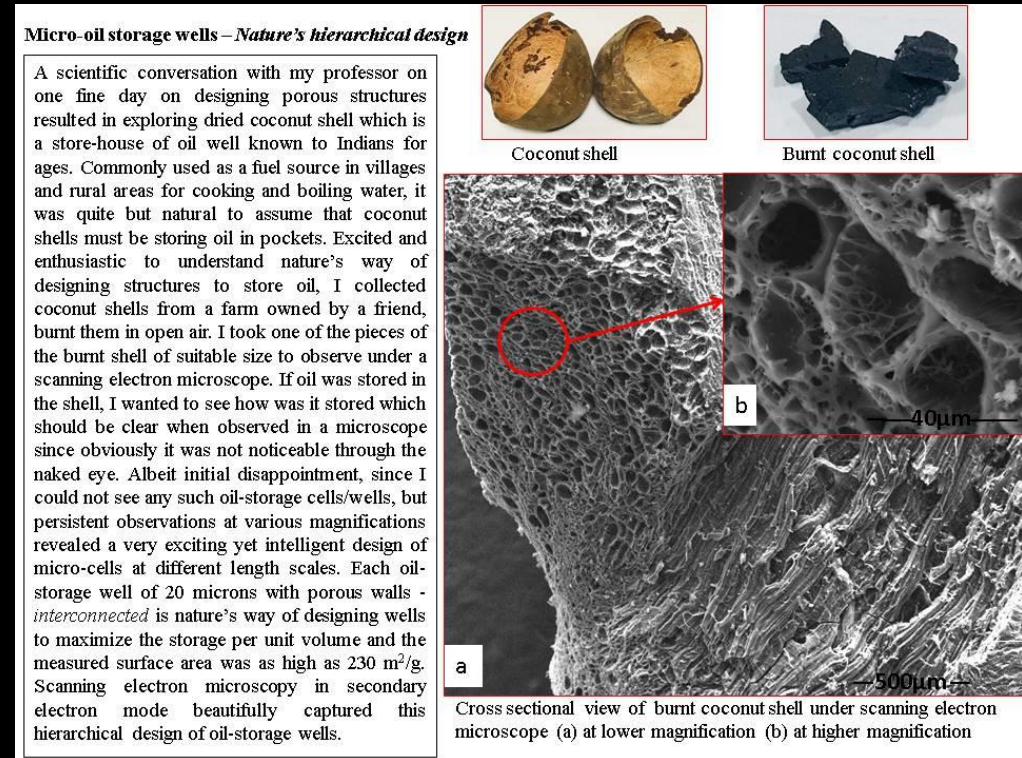 Micro-oil storage wells – Nature's hierarchical design
A scientific conversation with my professor on
one fine day on designing porous structures
resulted in exploring dried coconut shell which is
a store-house of oil well known to Indians for
ages. Commonly used as a fuel source in villages
and rural areas for cooking and boiling water, it
was quite but natural to assume that coconut
shells must be storing oil in pockets. Excited and
enthusiastic to understand nature's way of
designing structures to store oil, I collected
coconut shells from a farm owned by a friend,
burnt them in open air. I took one of the pieces of
the burnt shell of suitable size to observe under a
scanning electron microscope. If oil was stored in
the shell, I wanted to see how was it stored which
should be clear when observed in a microscope
since obviously it was not noticeable through the
naked eye. Albeit initial disappointment, since I
could not see any such oil-storage cells/wells, but
persistent observations at various magnifications
revealed a very exciting yet intelligent design of
micro-cells at different length scales. Each oil-
storage well of 20 microns with porous walls -
interconnected is nature's way of designing wells
to maximize the storage per unit volume and the
measured surface area was as high as 230 m²/g.
Scanning electron microscopy in secondary
electron mode beautifully captured this
hierarchical design of oil-storage wells.
Coconut shell
Burnt coconut shell
b
40µm
a
500µm
Cross sectional view of burnt coconut shell under scanning electron
microscope (a) at lower magnification (b) at higher magnification